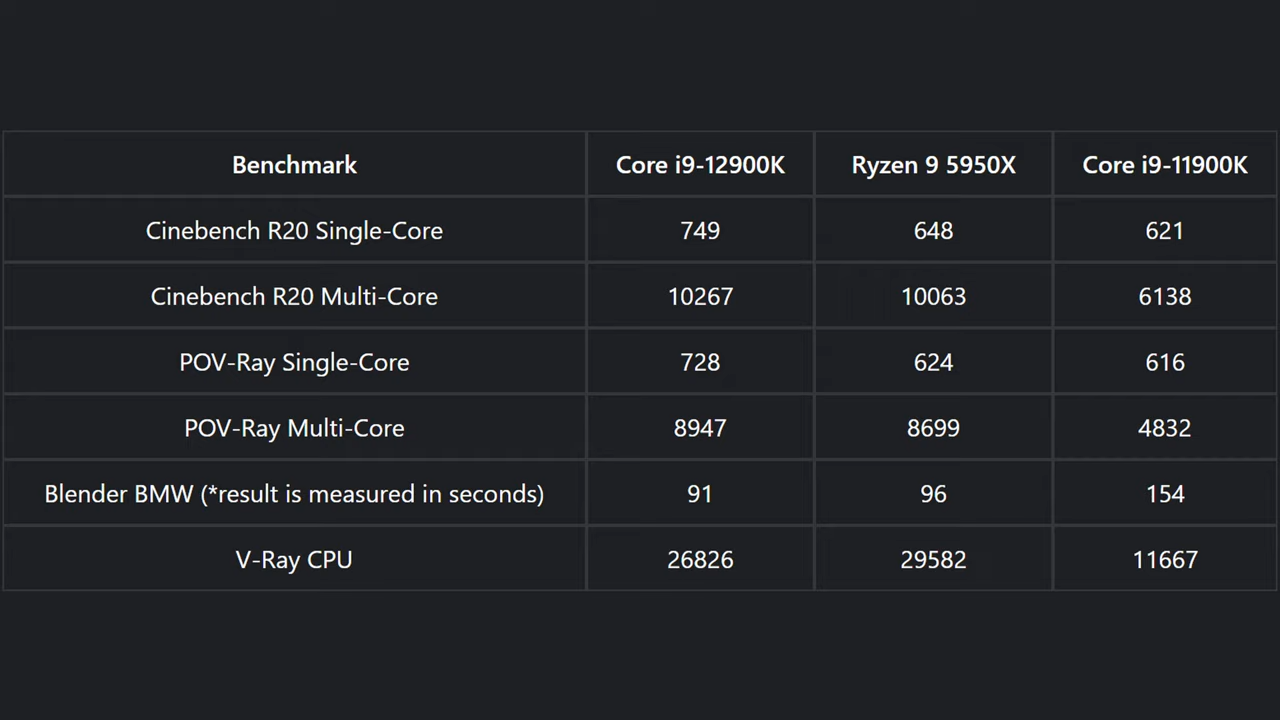 Benchmark Core i9-12900K Ryzen 9 5950X Core i9-11900K
Cinebench R20 Single-Core 749 648 621
Cinebench R20 Multi-Core 10267 10063 6138
POV-Ray Single-Core 728 624 616
POV-Ray Multi-Core 8947 8699 4832
Blender BMW (*result is measured in seconds) 91 96 154
V-Ray CPU 26826 29582 11667